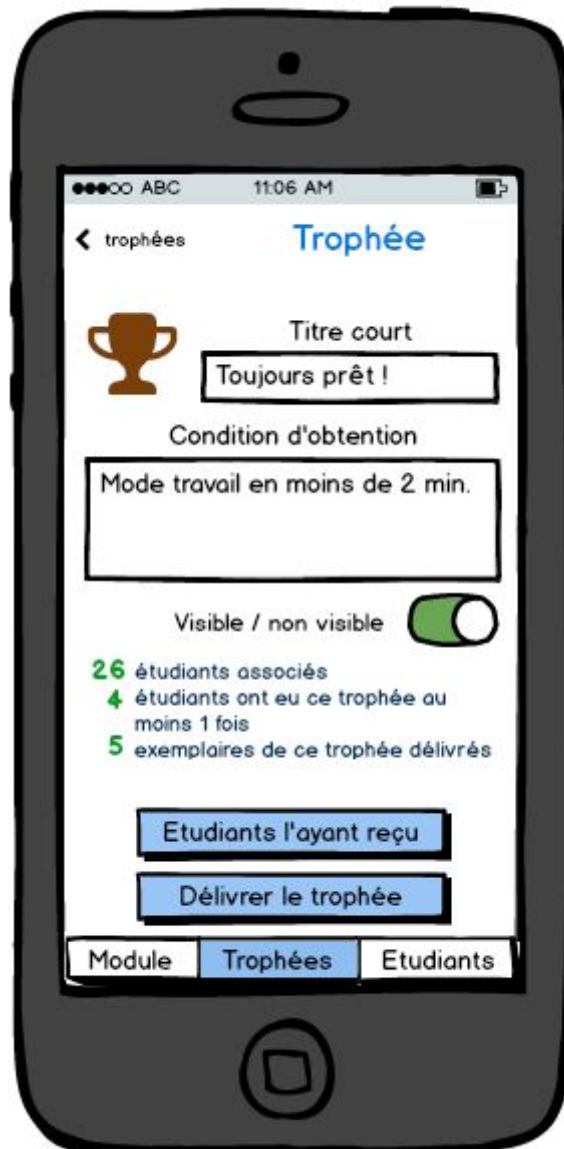 ABC 11:06 AM
trophées Trophée
Titre court
Toujours prêt !
Condition d'obtention
Mode travail en moins de 2 min.
Visible / non visible
26 étudiants associés
4 étudiants ont eu ce trophée au
moins 1 fois
5 exemplaires de ce trophée délivrés
Etudiants l'ayant reçu
Délivrer le trophée
Module Trophées Etudiants